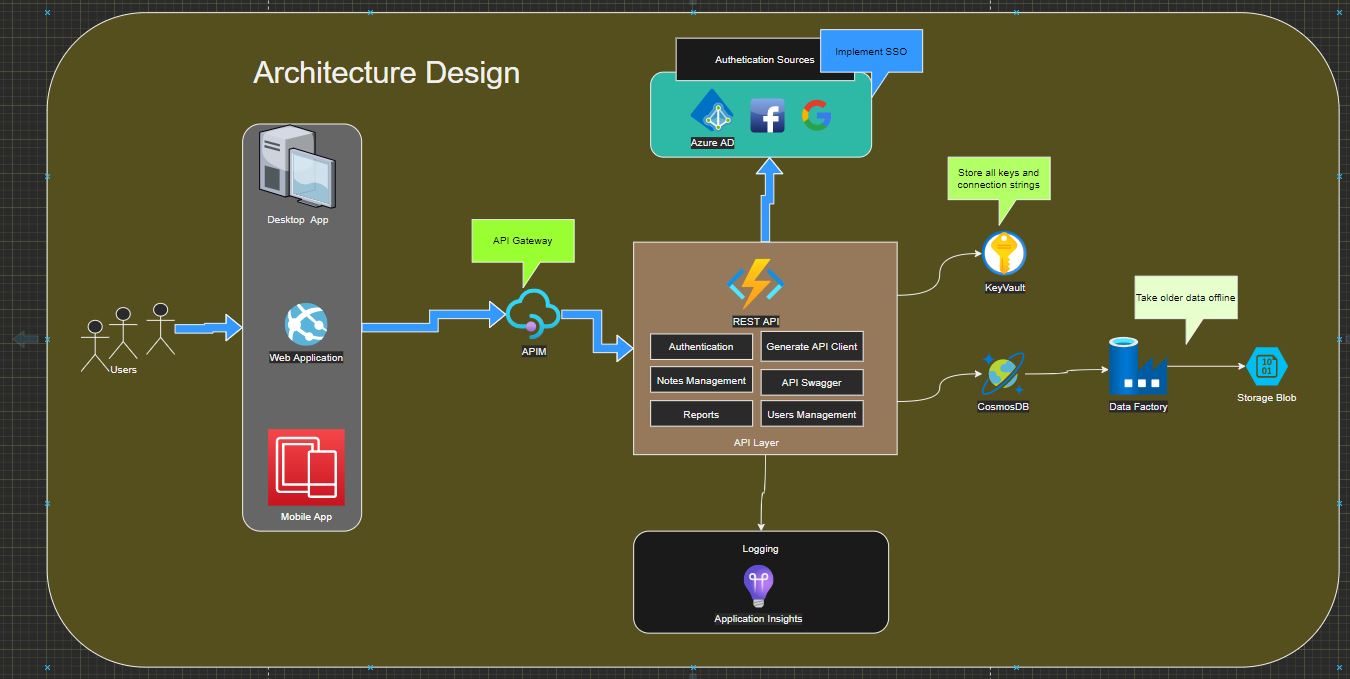 Architecture Design
Authetication Sources
Implement SSO
Azure AD
Desktop App
Web Application
Mobile App
Users
API Gateway
APIM
REST API
Authentication
Generate API Client
Notes Management
API Swagger
Reports
Users Management
API Layer
Store all keys and
connection strings
KeyVault
CosmosDB
Take older data offline
Data Factory
10
01
Storage Blob
Logging
Application Insights